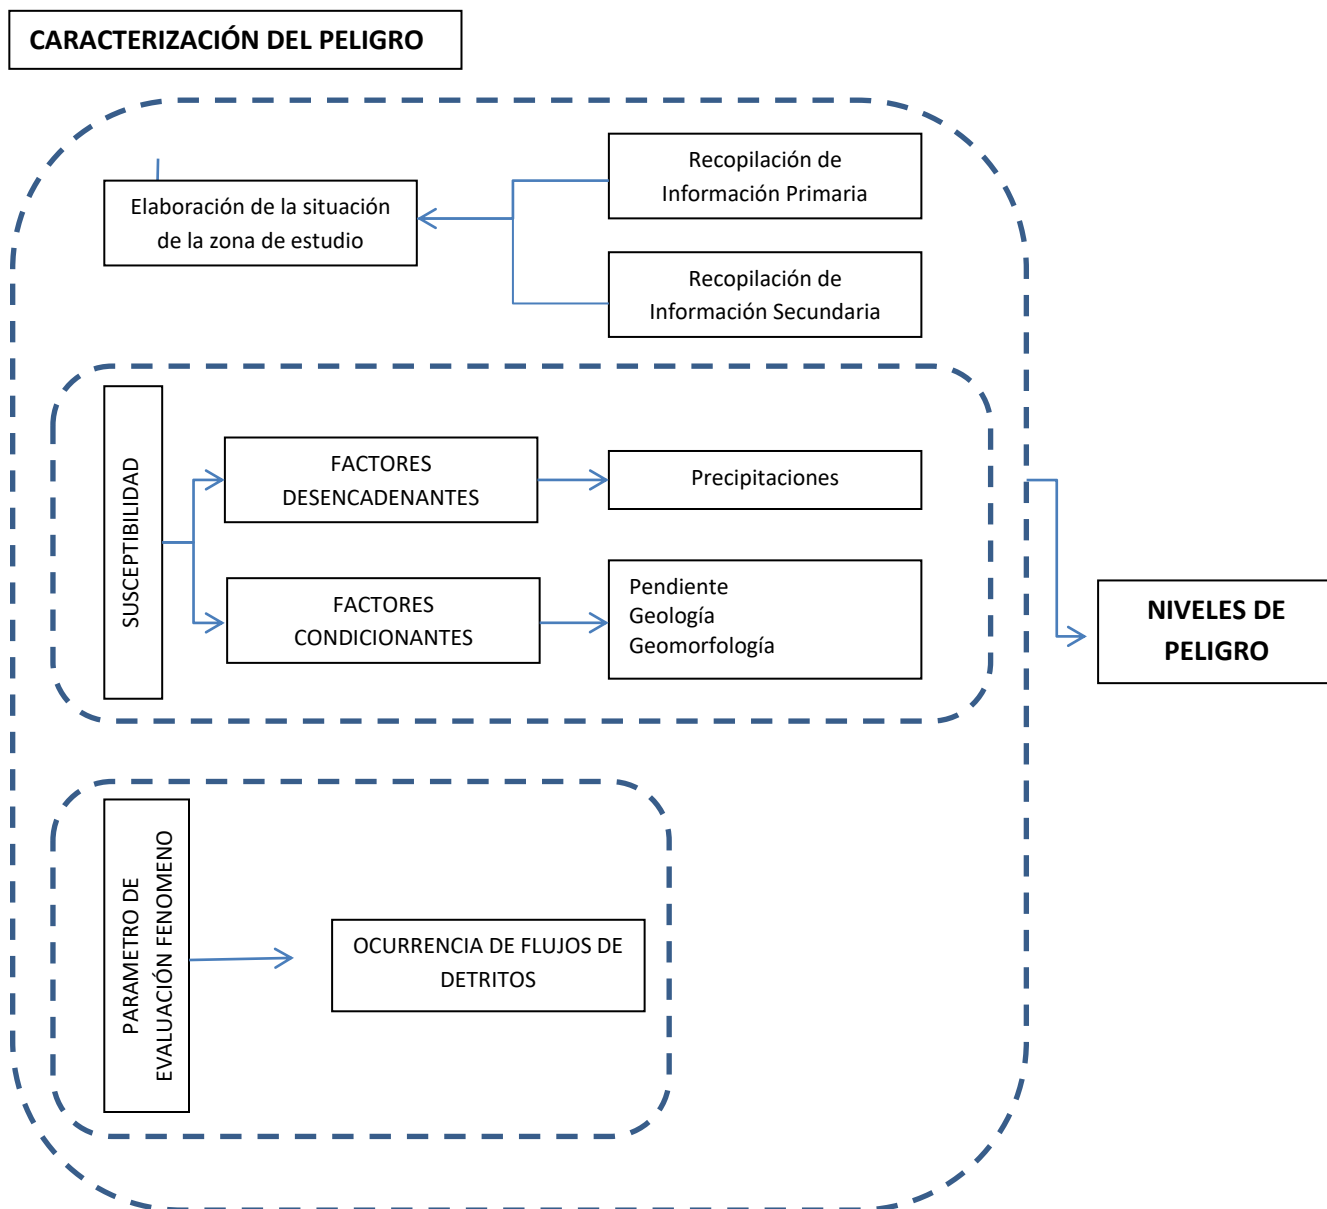 CARACTERIZACIÓN DEL PELIGRO
Recopilación de
Información Primaria
Elaboración de la situación
de la zona de estudio
Recopilación de
Información Secundaria
SUSCEPTIBILIDAD
FACTORES
DESENCADENANTES
Precipitaciones
FACTORES
CONDICIONANTES
Pendiente
Geología
Geomorfología
NIVELES DE
PELIGRO
PARAMETRO DE
EVALUACIÓN FENOMENO
OCURRENCIA DE FLUJOS DE
DETRITOS